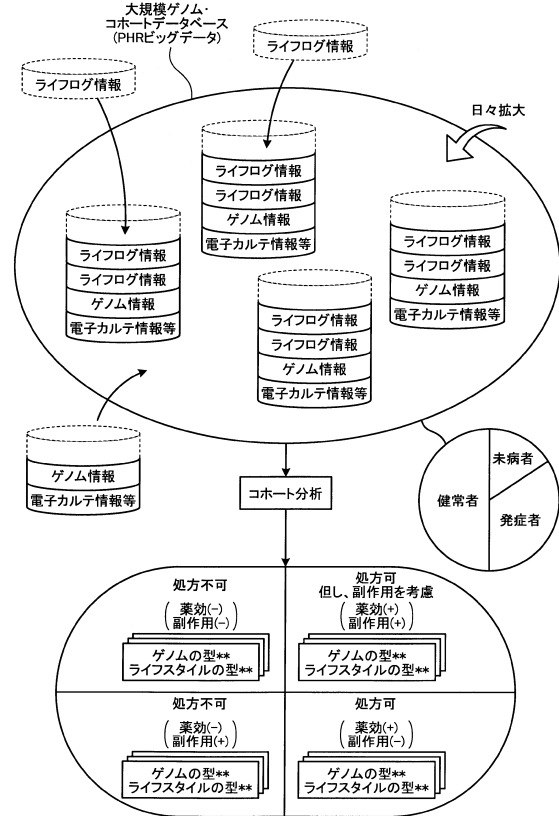 大規模ゲノム・
コホートデータベース
(PHRビッグデータ)
ライフログ情報
ライフログ情報
日々拡大
ライフログ情報
ライフログ情報
ゲノム情報
電子カルテ情報等
ライフログ情報
ライフログ情報
ゲノム情報
電子カルテ情報等
ライフログ情報
ライフログ情報
ゲノム情報
電子カルテ情報等
ライフログ情報
ライフログ情報
ゲノム情報
電子カルテ情報等
ゲノム情報
電子カルテ情報等
コホート分析
健常者
未病者
発症者
処方不可
薬効(-)
副作用(-)
ゲノムの型**
ライフスタイルの型**
処方可
但し、副作用を考慮
薬効(+)
副作用(+)
ゲノムの型**
ライフスタイルの型**
処方不可
薬効(-)
副作用(+)
ゲノムの型**
ライフスタイルの型**
処方可
薬効(+)
副作用(-)
ゲノムの型**
ライフスタイルの型**